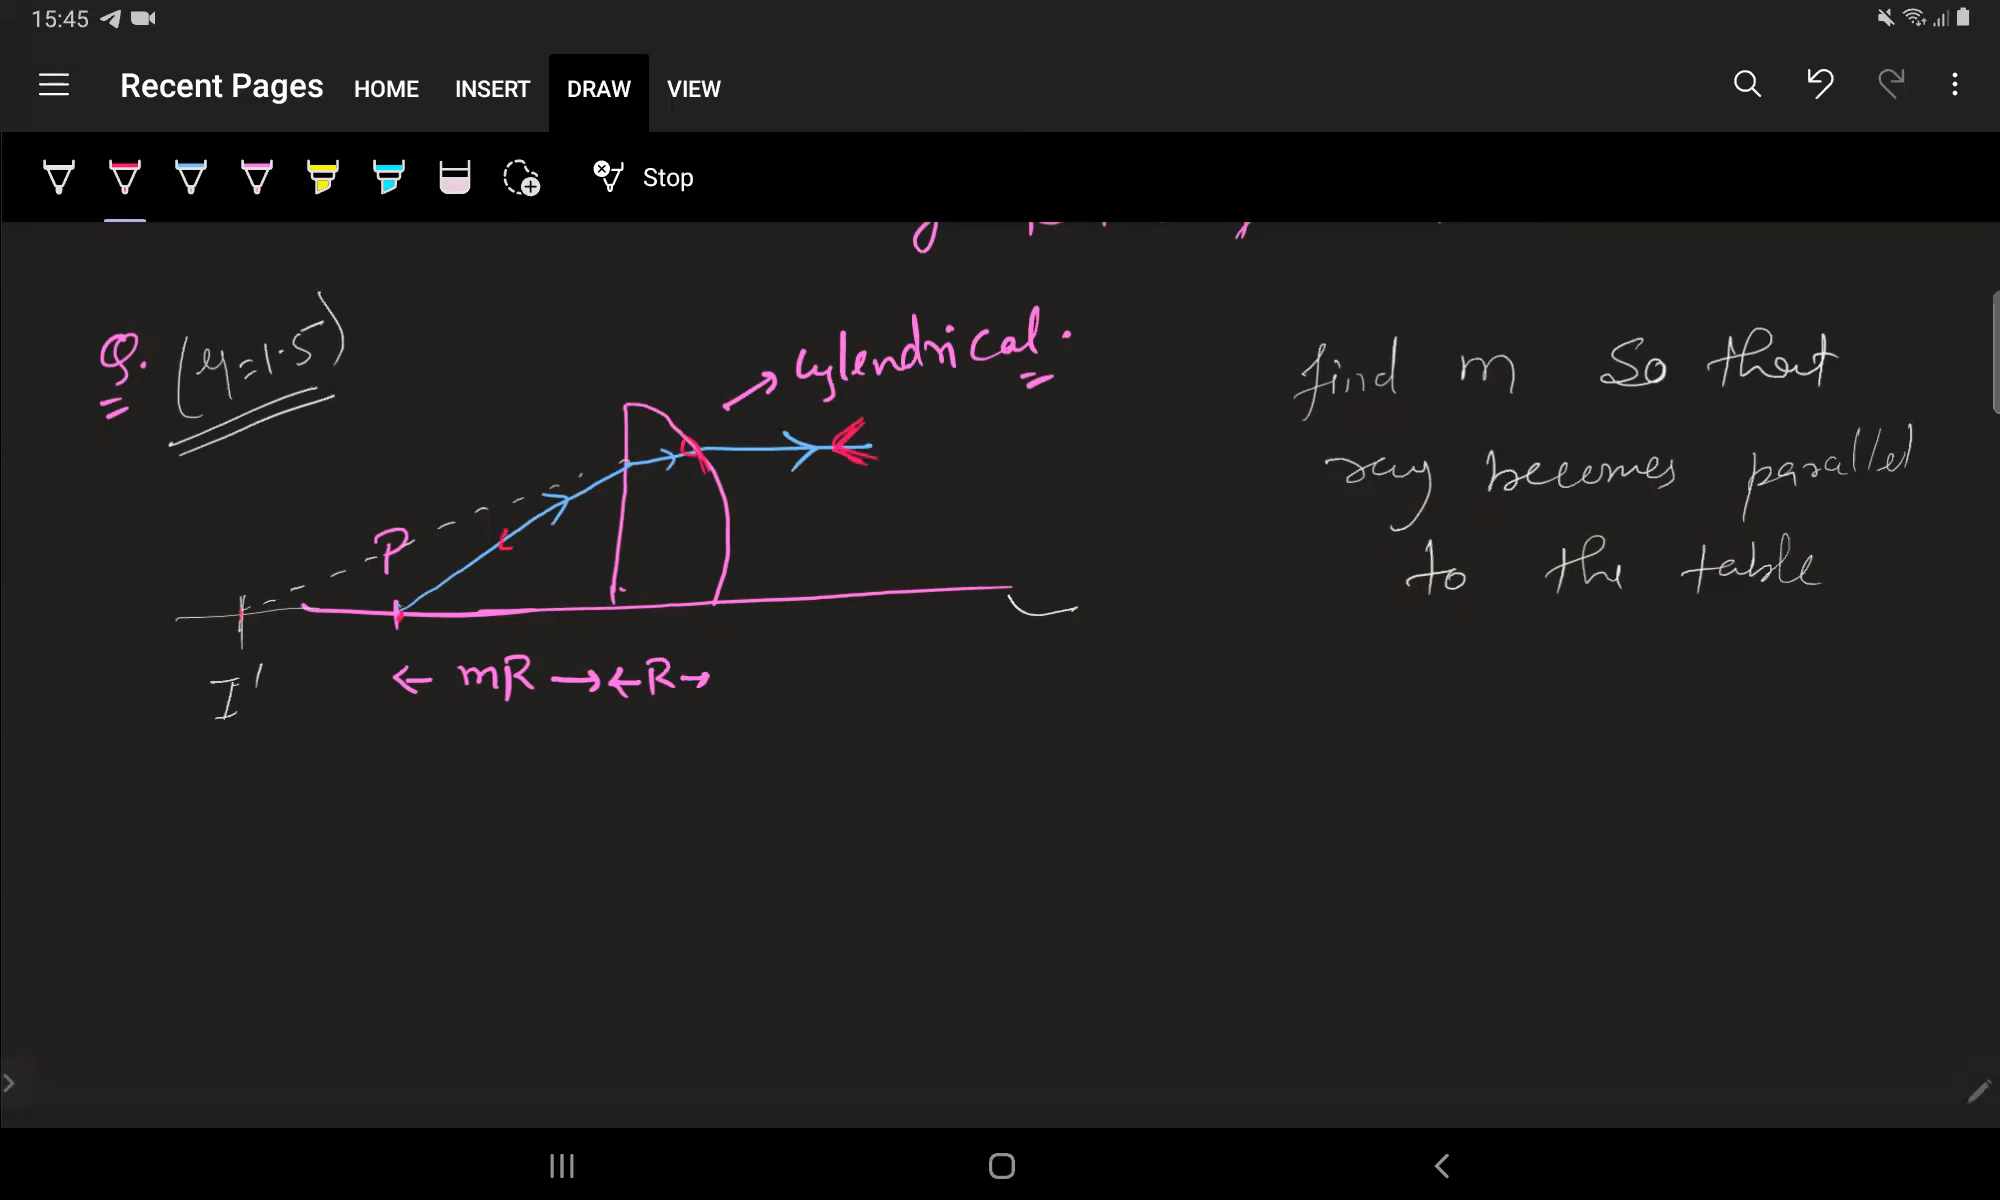 15:45
Recent Pages HOME INSERT DRAW VIEW
Stop
Q. (μ=1.5)
→ Cylendrical.
find m so that
ray becomes parallel
to the table
P
I'
← mR → ← R →